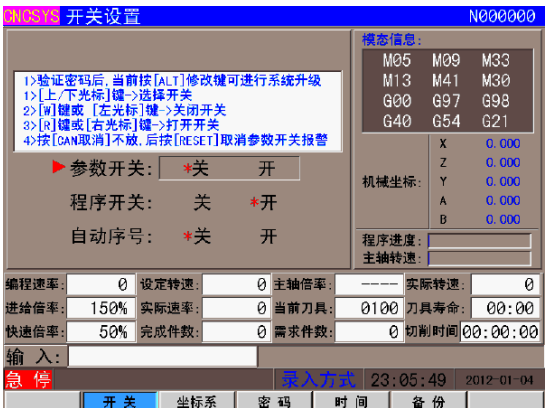 CNCSYS 开关设置 N000000
1>验证密码后,当前按[ALT]修改键可进行系统升级
1>[上/下光标]键->选择开关
2>[W]键或 [左光标]键->关闭开关
3>[R]键或[右光标]键->打开开关
4>按[CAN取消]不放,后按[RESET]取消参数开关报警
参数开关: *关 开
程序开关: 关 *开
自动序号: *关 开
模态信息:
M05 M09 M33
M13 M41 M30
G00 G97 G98
G40 G54 G21
机械坐标:
X 0.000
Z 0.000
Y 0.000
A 0.000
B 0.000
程序进度:
主轴转速:
编程速率: 0 设定转速: 0 主轴倍率: ---- 实际转速: 0
进给倍率: 150% 实际速率: 0 当前刀具: 0100 刀具寿命: 00:00
快速倍率: 50% 完成件数: 0 需求件数: 0 切削时间 00:00:00
输 入:
急 停 录入方式 23:05:49 2012-01-04
开 关 坐标系 密 码 时 间 备 份